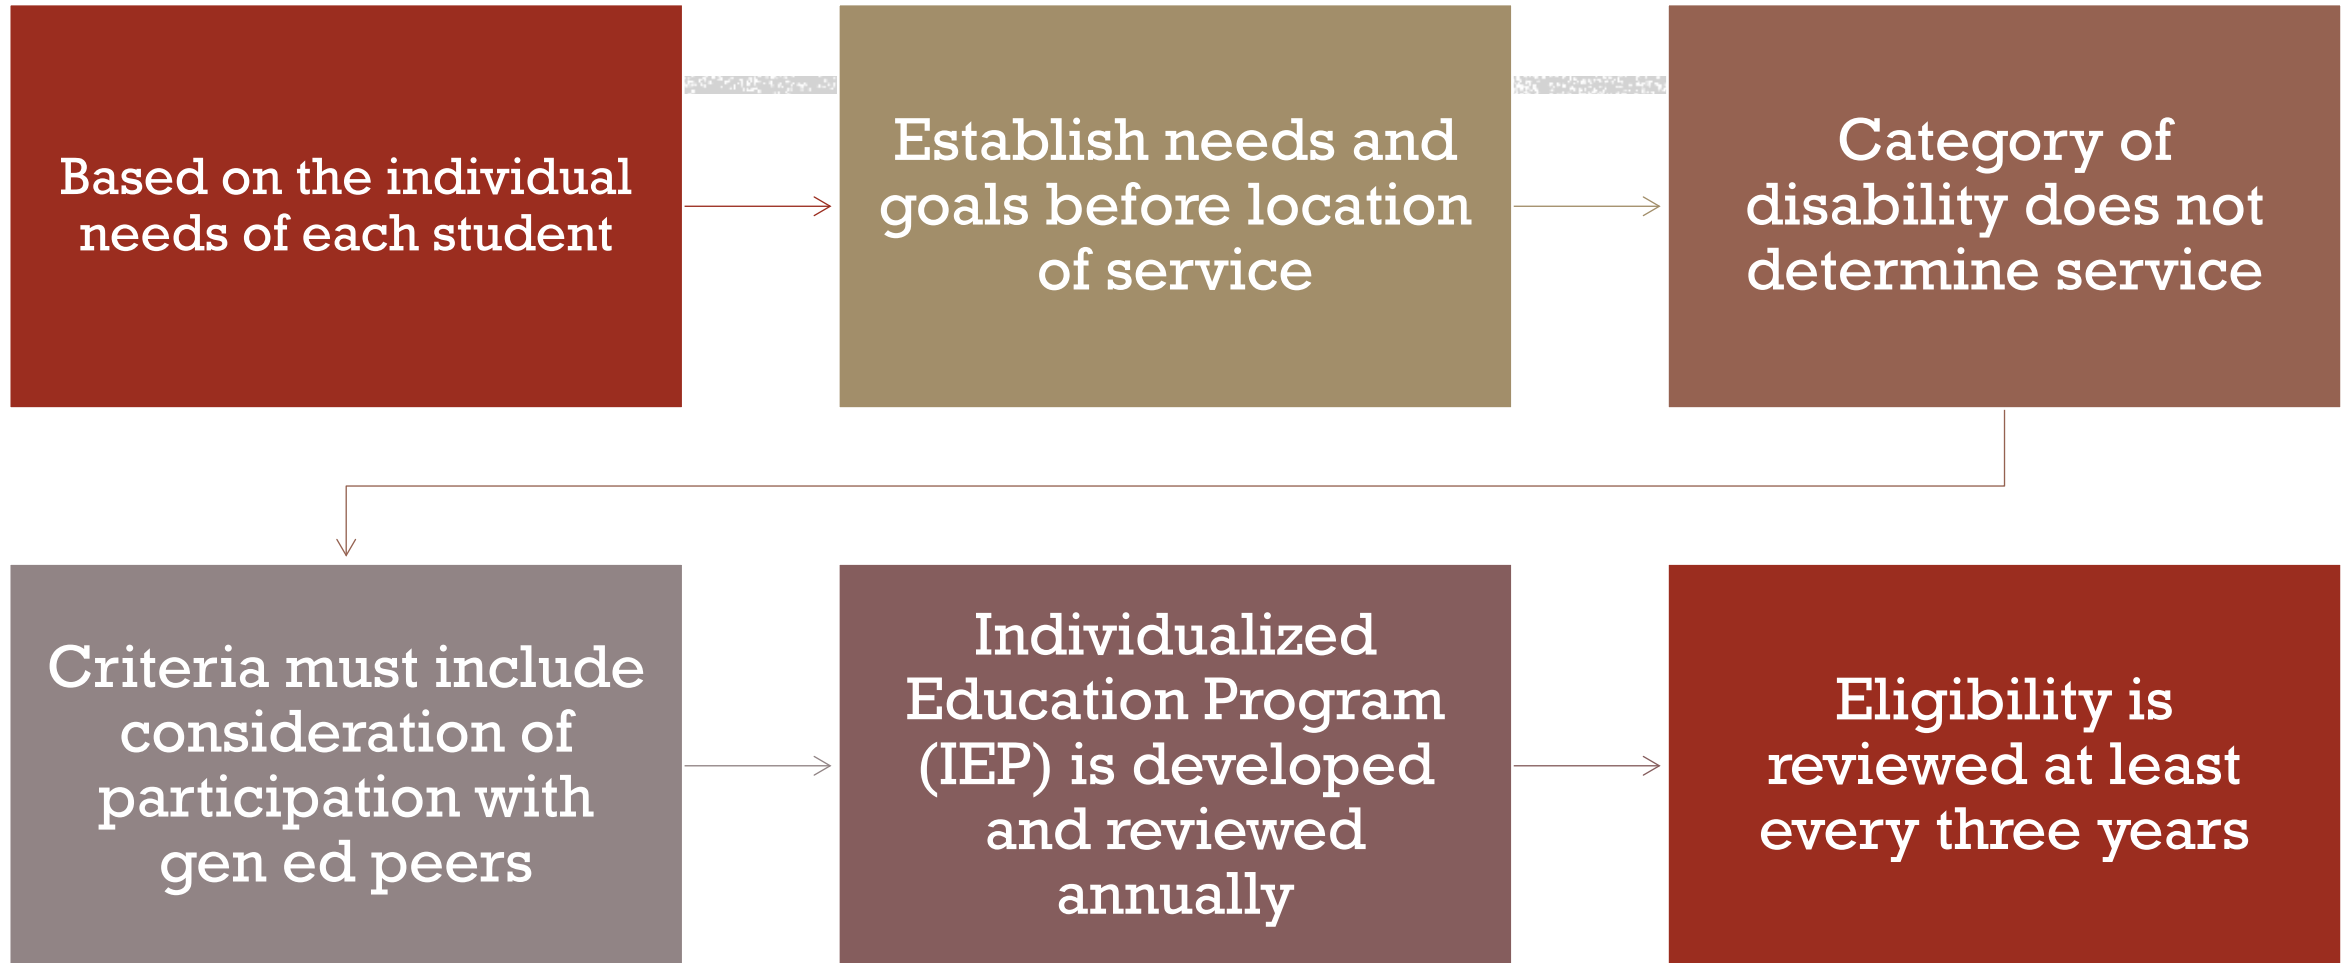 Based on the individual
needs of each student
Establish needs and
goals before location
of service
Category of
disability does not
determine service
Criteria must include
consideration of
participation with
gen ed peers
Individualized
Education Program
(IEP) is developed
and reviewed
annually
Eligibility is
reviewed at least
every three years